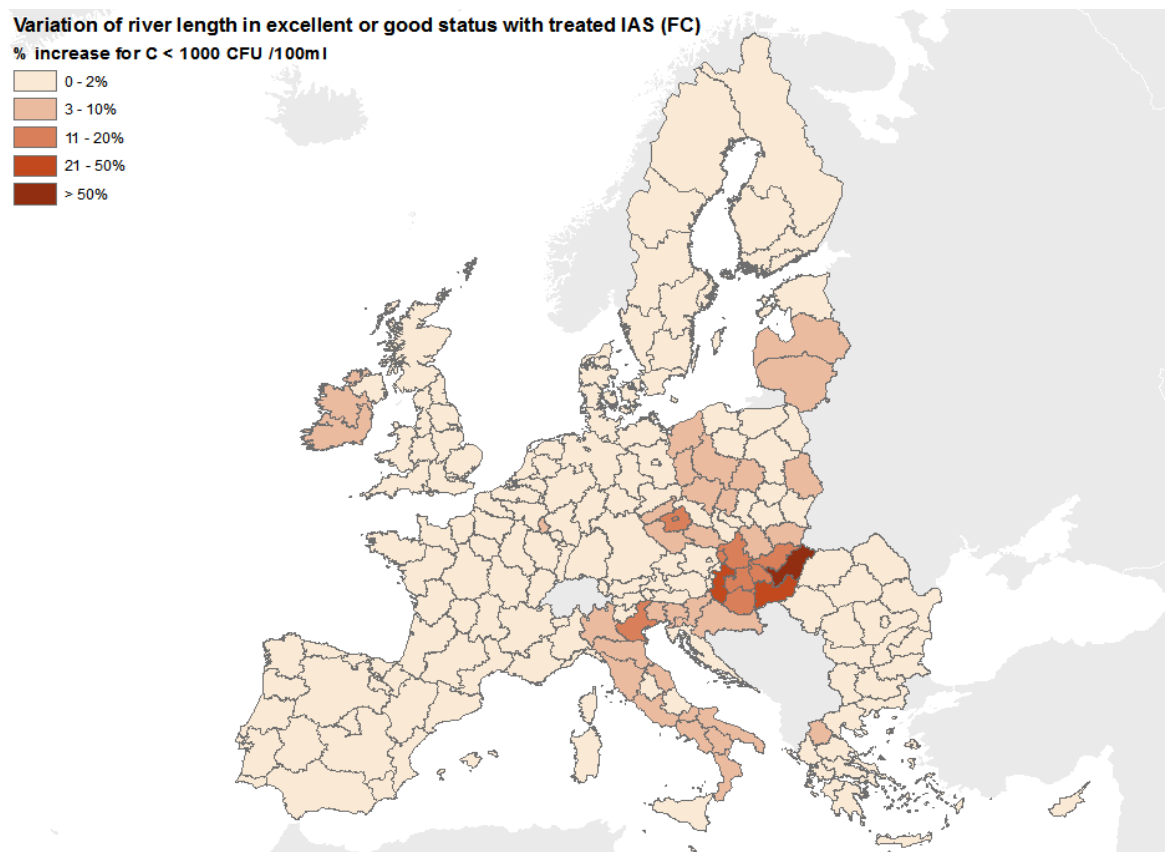 Variation of river length in excellent or good status with treated IAS (FC)
% increase for C < 1000 CFU /100ml
0 - 2%
3 - 10%
11 - 20%
21 - 50%
> 50%